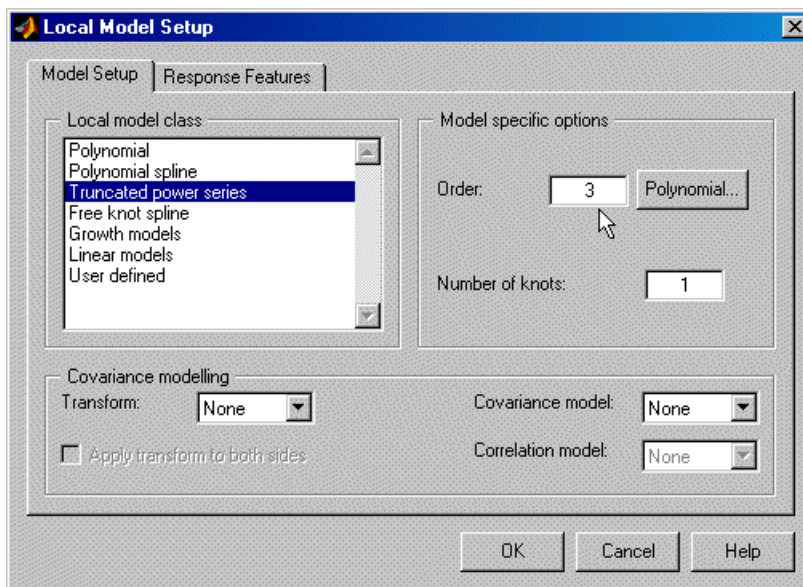 Local Model Setup
Model Setup
Response Features
Local model class
Polynomial
Polynomial spline
Truncated power series
Free knot spline
Growth models
Linear models
User defined
Model specific options
Order:
3
Polynomial...
Number of knots:
1
Covariance modelling
Transform:
None
Apply transform to both sides
Covariance model:
None
Correlation model:
None
OK
Cancel
Help